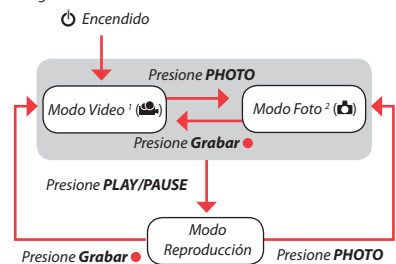 Encendido
Presione PHOTO
Modo Video ¹ ( )
Modo Foto ² ( )
Presione Grabar ●
Presione PLAY/PAUSE
Modo
Reproducción
Presione Grabar ●
Presione PHOTO